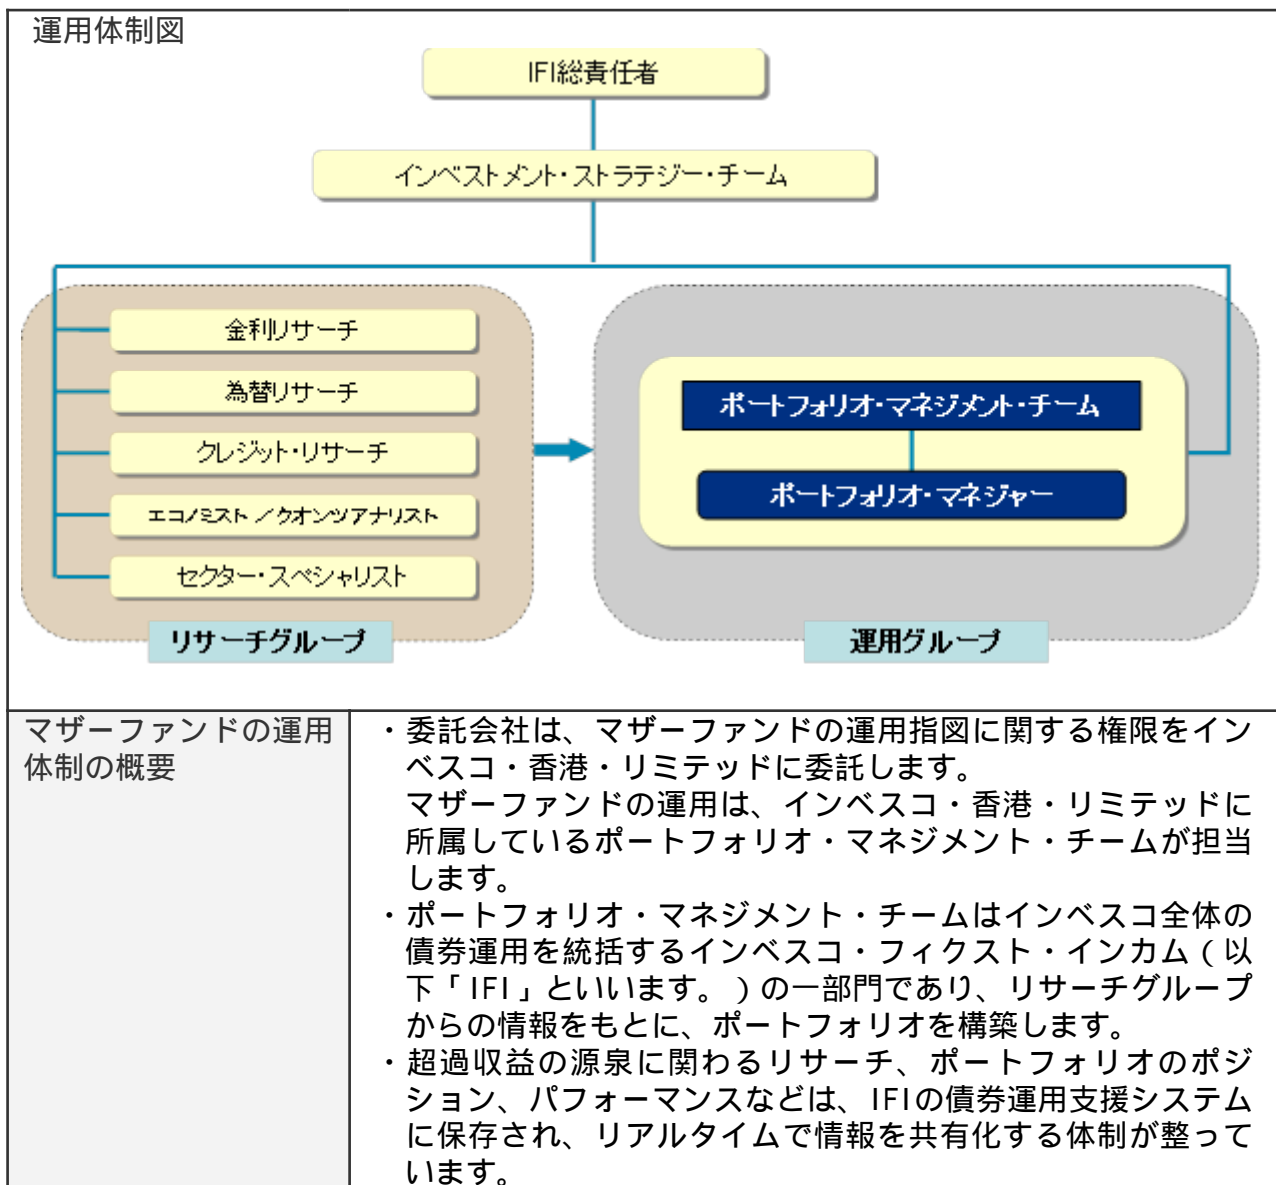 運用体制図
IFI総責任者
インベストメント・ストラテジー・チーム
金利リサーチ
為替リサーチ
クレジット・リサーチ
エコノミスト／クオンツアナリスト
セクター・スペシャリスト
リサーチグループ
ポートフォリオ・マネジメント・チーム
ポートフォリオ・マネジャー
運用グループ
マザーファンドの運用
体制の概要
・委託会社は、マザーファンドの運用指図に関する権限をイン
ベスコ・香港・リミテッドに委託します。
マザーファンドの運用は、インベスコ・香港・リミテッドに
所属しているポートフォリオ・マネジメント・チームが担当
します。
・ポートフォリオ・マネジメント・チームはインベスコ全体の
債券運用を統括するインベスコ・フィクスト・インカム（以
下「IFI」といいます。）の一部門であり、リサーチグループ
からの情報をもとに、ポートフォリオを構築します。
・超過収益の源泉に関わるリサーチ、ポートフォリオのポジ
ション、パフォーマンスなどは、IFIの債券運用支援システム
に保存され、リアルタイムで情報を共有化する体制が整って
います。